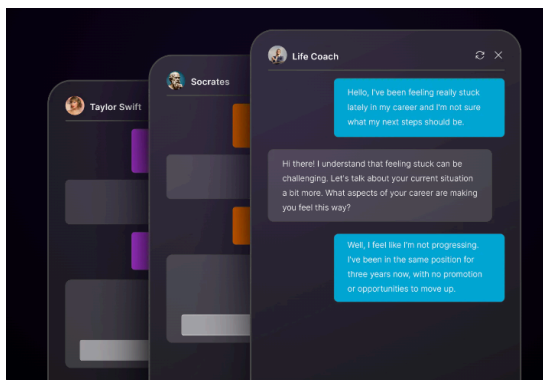 Taylor Swift
Socrates
Life Coach
Hello, I've been feeling really stuck
lately in my career and I'm not sure
what my next steps should be.
Hi there! I understand that feeling stuck can be
challenging. Let's talk about your current situation
a bit more. What aspects of your career are making
you feel this way?
Well, I feel like I'm not progressing.
I've been in the same position for
three years now, with no promotion
or opportunities to move up.